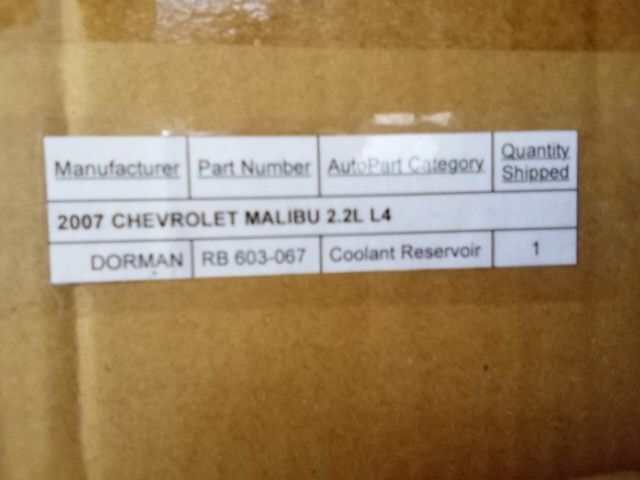 Manufacturer Part Number AutoPart Category Quantity Shipped
2007 CHEVROLET MALIBU 2.2L L4
DORMAN RB 603-067 Coolant Reservoir 1